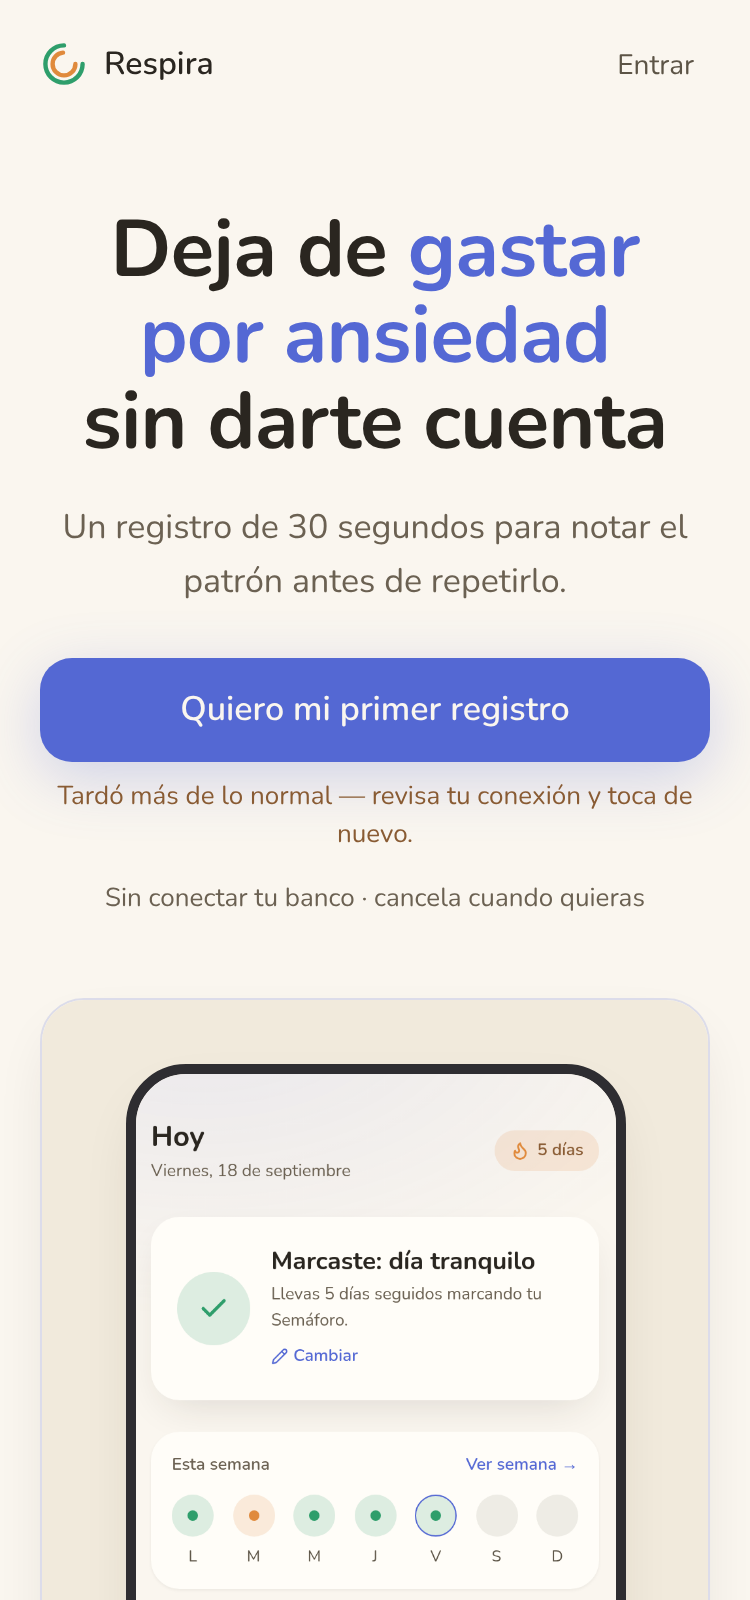 Respira
Entrar
Deja de gastar
por ansiedad
sin darte cuenta
Un registro de 30 segundos para notar el
patrón antes de repetirlo.
Quiero mi primer registro
Tardó más de lo normal — revisa tu conexión y toca de
nuevo.
Sin conectar tu banco · cancela cuando quieras
Hoy
Viernes, 18 de septiembre
5 días
Marcaste: día tranquilo
Llevas 5 días seguidos marcando tu
Semáforo.
Cambiar
Esta semana
Ver semana →
L M M J V S D